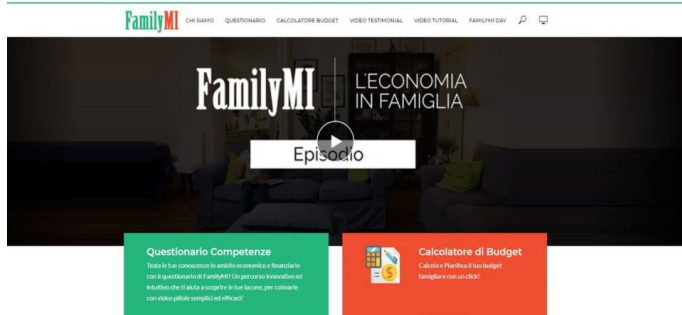 FamilyMI CHI SIAMO QUESTIONARIO CALCOLATORE BUDGET VIDEO TESTIMONIAL VIDEO TUTORIAL FAMILYMI DAY
FamilyMI
L'ECONOMIA
IN FAMIGLIA
Episodio
Questionario Competenze
Testa le tue conoscenze in ambito economico e finanziario
con il questionario di FamilyMI! Un percorso innovativo ed
intuitivo che ti aiuta a scoprire le tue lacune, per colmarle
con video pillole semplici ed efficaci!
Calcolatore di Budget
Calcola e Pianifica il tuo budget
famigliare con un click!